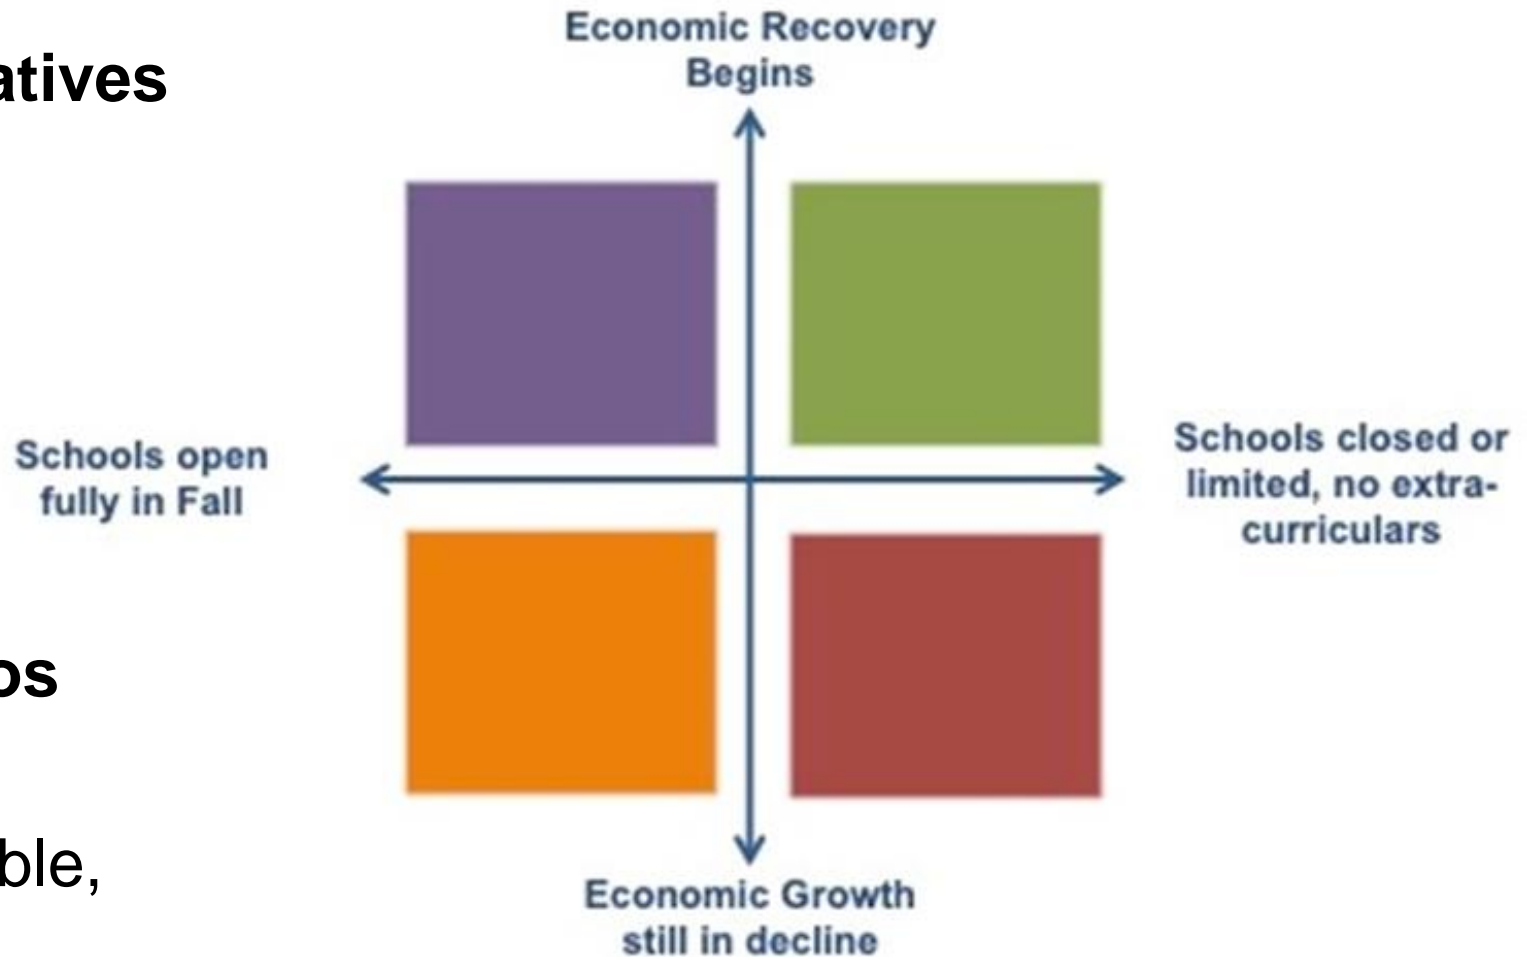 Economic Recovery
Begins
atives
Schools open
fully in Fall
Schools closed or
limited, no extra-
curriculars
os
ble,
Economic Growth
still in decline